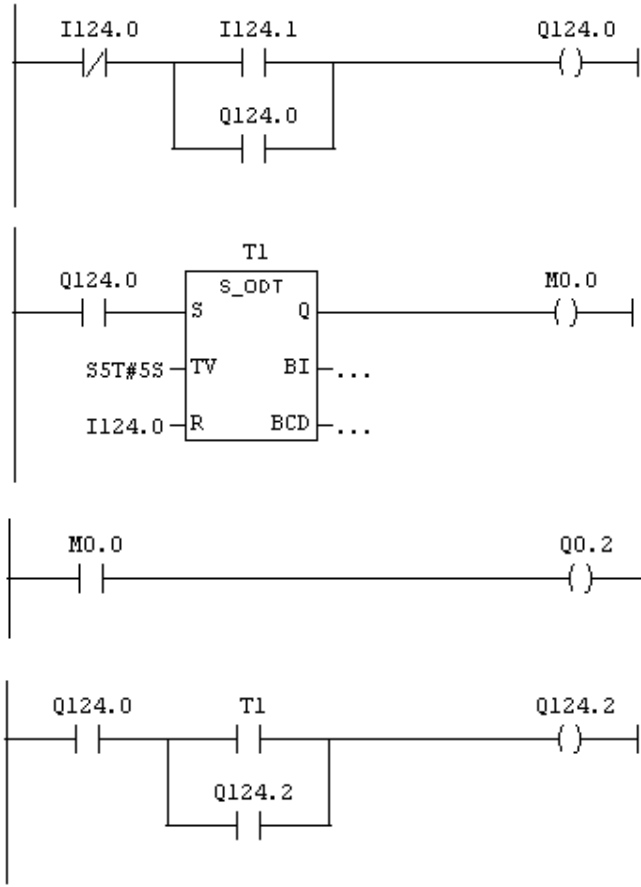 I124.0 I124.1 Q124.0
Q124.0
T1
Q124.0 S_ODT M0.0
S Q
S5T#5S TV BI ...
I124.0 R BCD ...
M0.0 Q0.2
Q124.0 T1 Q124.2
Q124.2